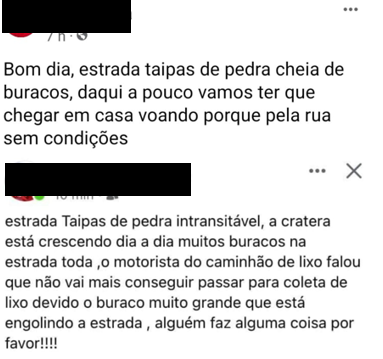 7 h ·
Bom dia, estrada taipas de pedra cheia de
buracos, daqui a pouco vamos ter que
chegar em casa voando porque pela rua
sem condições
10 min ·
estrada Taipas de pedra intransitável, a cratera
está crescendo dia a dia muitos buracos na
estrada toda ,o motorista do caminhão de lixo falou
que não vai mais conseguir passar para coleta de
lixo devido o buraco muito grande que está
engolindo a estrada , alguém faz alguma coisa por
favor!!!!